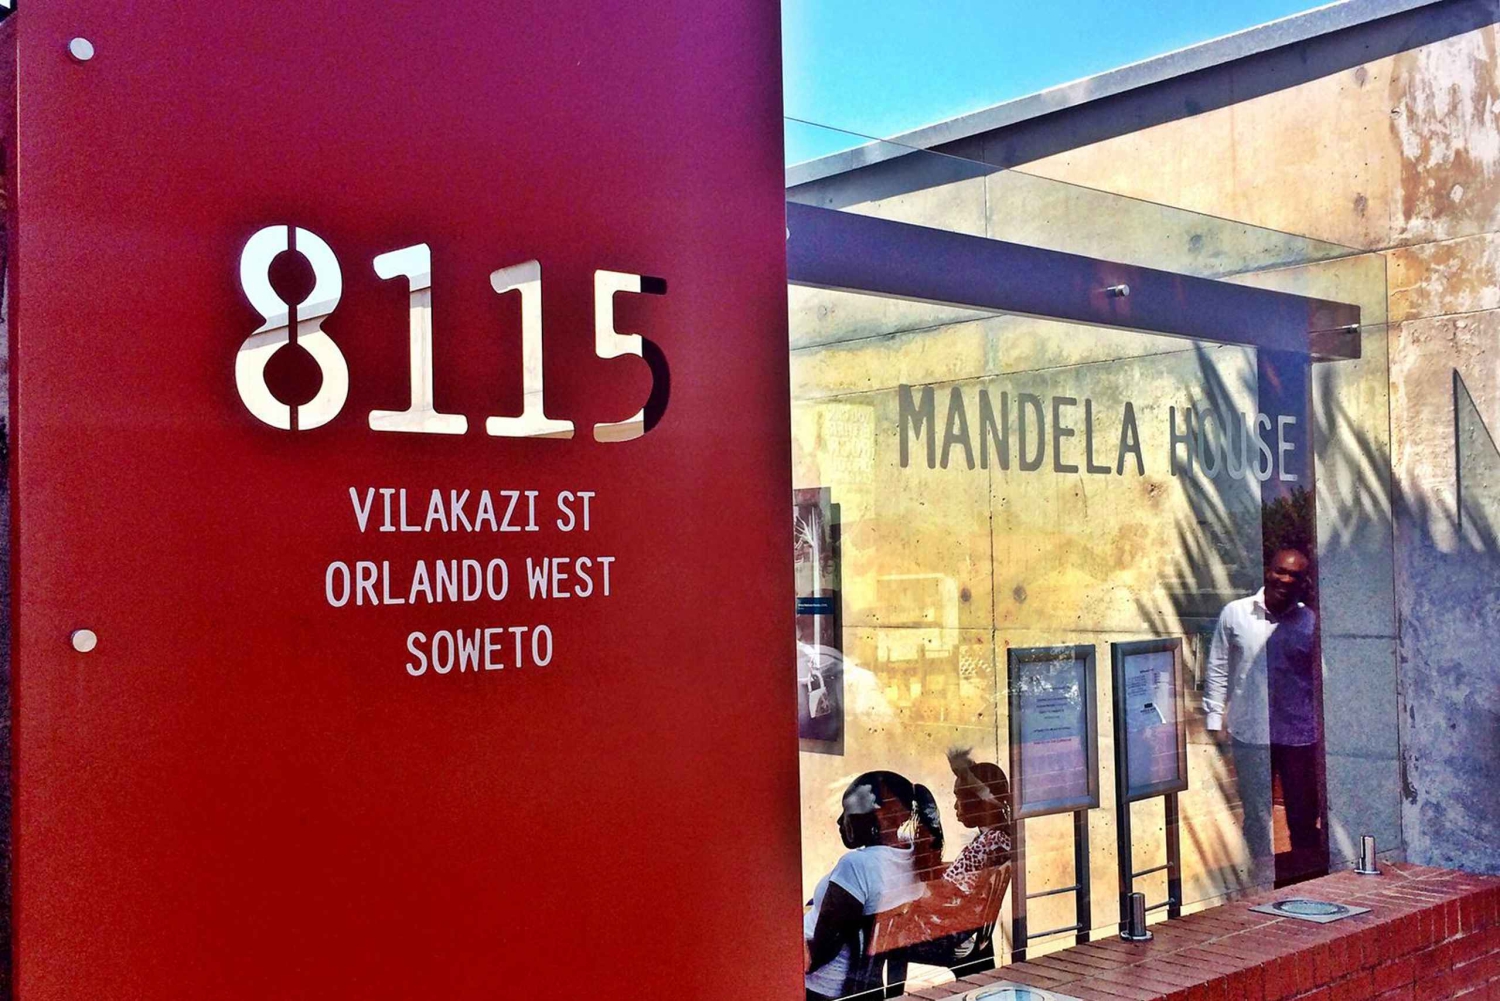 8115
VILAKAZI ST
ORLANDO WEST
SOWETO
MANDELA HOUSE